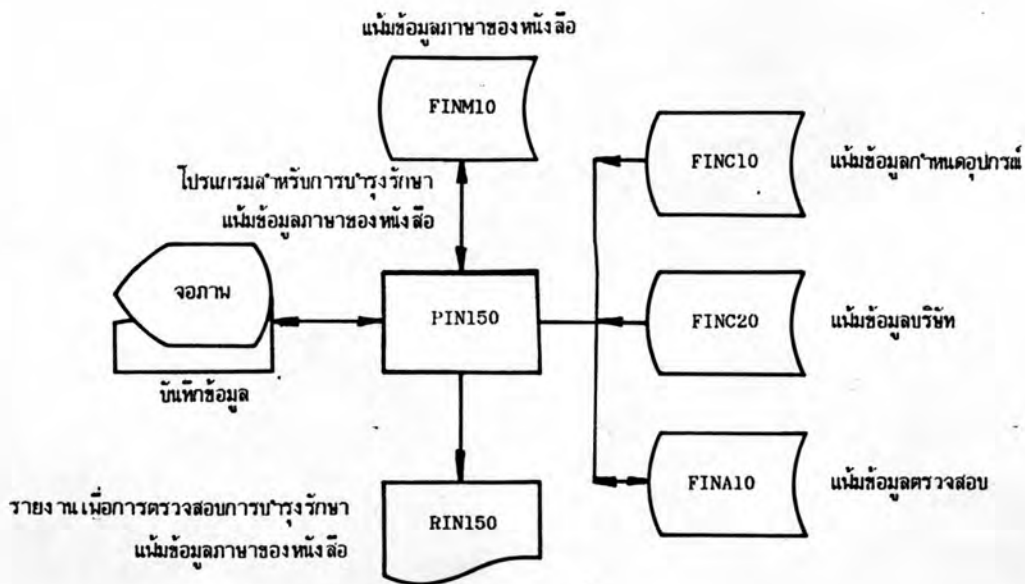 แน้มข้อมูลภาษาของหนังสือ
FINM10
FINC10
แน้มข้อมูลกำหนดอุปกรณ์
โปรแกรมสำหรับการบำรุงรักษา
แน้มข้อมูลภาษาของหนังสือ
จอภาพ
PIN150
FINC20
แน้มข้อมูลบริษัท
บันทึกข้อมูล
FINA10
แน้มข้อมูลตรวจสอบ
รายงานเพื่อการตรวจสอบการบำรุงรักษา
แน้มข้อมูลภาษาของหนังสือ
RIN150